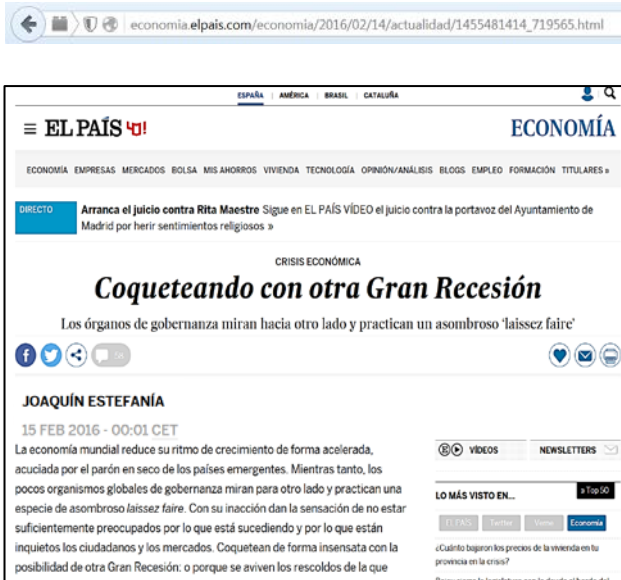 economia.elpais.com/economia/2016/02/14/actualidad/1455481414_719565.html
ESPAÑA | AMÉRICA | BRASIL | CATALUÑA
≡ EL PAÍS 40!
ECONOMÍA
ECONOMÍA EMPRESAS MERCADOS BOLSA MIS AHORROS VIVIENDA TECNOLOGÍA OPINIÓN/ANÁLISIS BLOGS EMPLEO FORMACIÓN TITULARES »
DIRECTO
Arranca el juicio contra Rita Maestre Sigue en EL PAÍS VÍDEO el juicio contra la portavoz del Ayuntamiento de
Madrid por herir sentimientos religiosos »
CRISIS ECONÓMICA
Coqueteando con otra Gran Recesión
Los órganos de gobernanza miran hacia otro lado y practican un asombroso ‘laissez faire’
JOAQUÍN ESTEFANÍA
15 FEB 2016 - 00:01 CET
La economía mundial reduce su ritmo de crecimiento de forma acelerada,
acuciada por el parón en seco de los países emergentes. Mientras tanto, los
pocos organismos globales de gobernanza miran para otro lado y practican una
especie de asombroso laissez faire. Con su inacción dan la sensación de no estar
suficientemente preocupados por lo que está sucediendo y por lo que están
inquietos los ciudadanos y los mercados. Coquetean de forma insensata con la
posibilidad de otra Gran Recesión: o porque se aviven los rescoldos de la que
VÍDEOS
NEWSLETTERS
LO MÁS VISTO EN...
» Top 50
EL PAÍS
Twitter
Verne
Economía
¿Cuánto bajaron los precios de la vivienda en tu
provincia en la crisis?